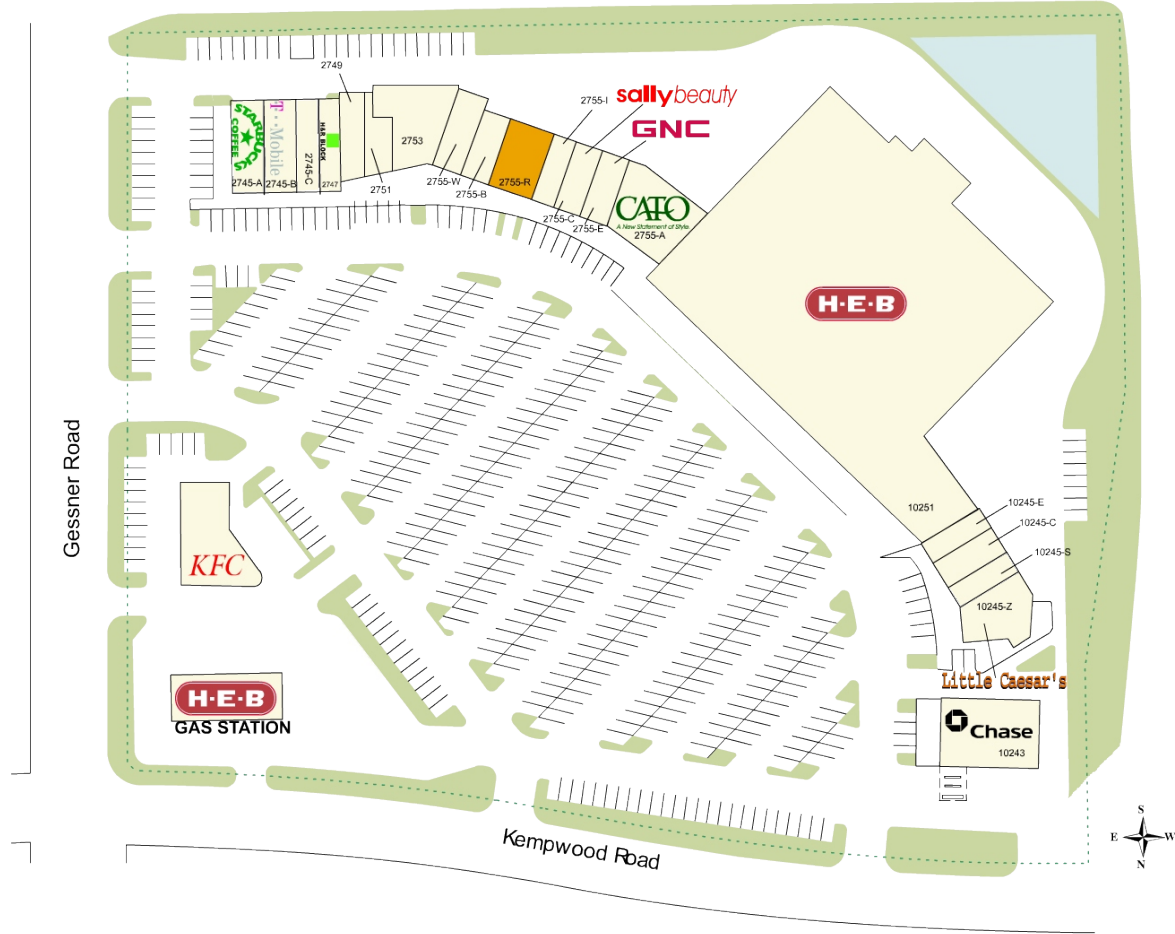 2749
2755-I
sallybeauty
GNC
STARBUCKS
COFFEE
T··Mobile
2745-C
H&R BLOCK
2753
2745-A
2745-B
2747
2751
2755-W
2755-B
2755-R
2755-C
2755-E
CATO
A New Statement of Style
2755-A
H·E·B
Gessner Road
KFC
10251
10245-E
10245-C
10245-S
10245-Z
Little Caesar's
H·E·B
GAS STATION
Chase
10243
Kempwood Road
S
E
W
N